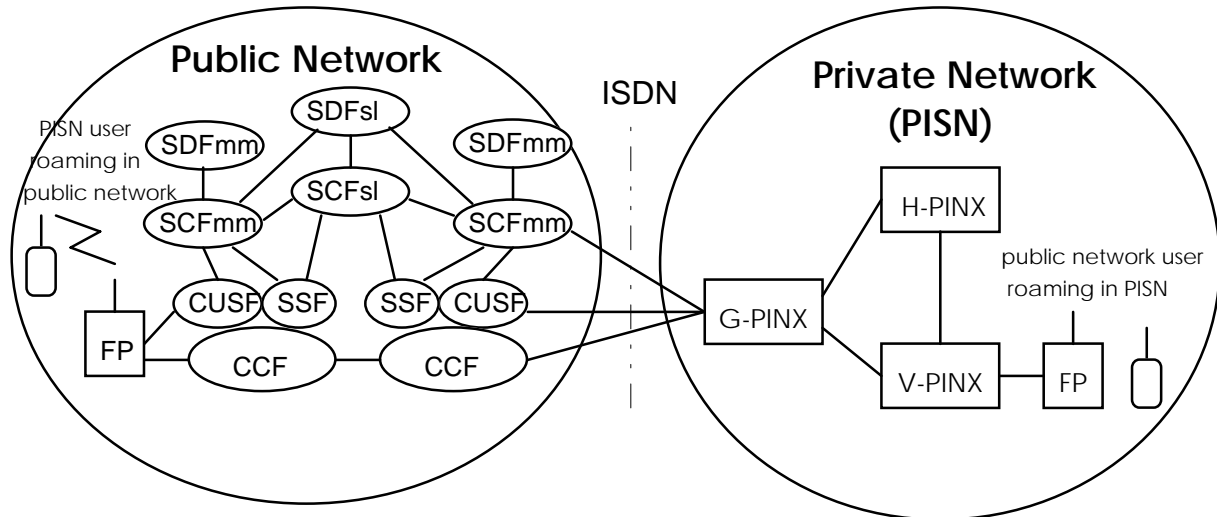 Public Network
ISDN
Private Network
(PISN)
PISN user
roaming in
public network
SDFsl
SDFmm
SDFmm
SCFsl
SCFmm
SCFmm
H-PINX
public network user
roaming in PISN
CUSF
SSF
SSF
CUSF
G-PINX
FP
CCF
CCF
V-PINX
FP